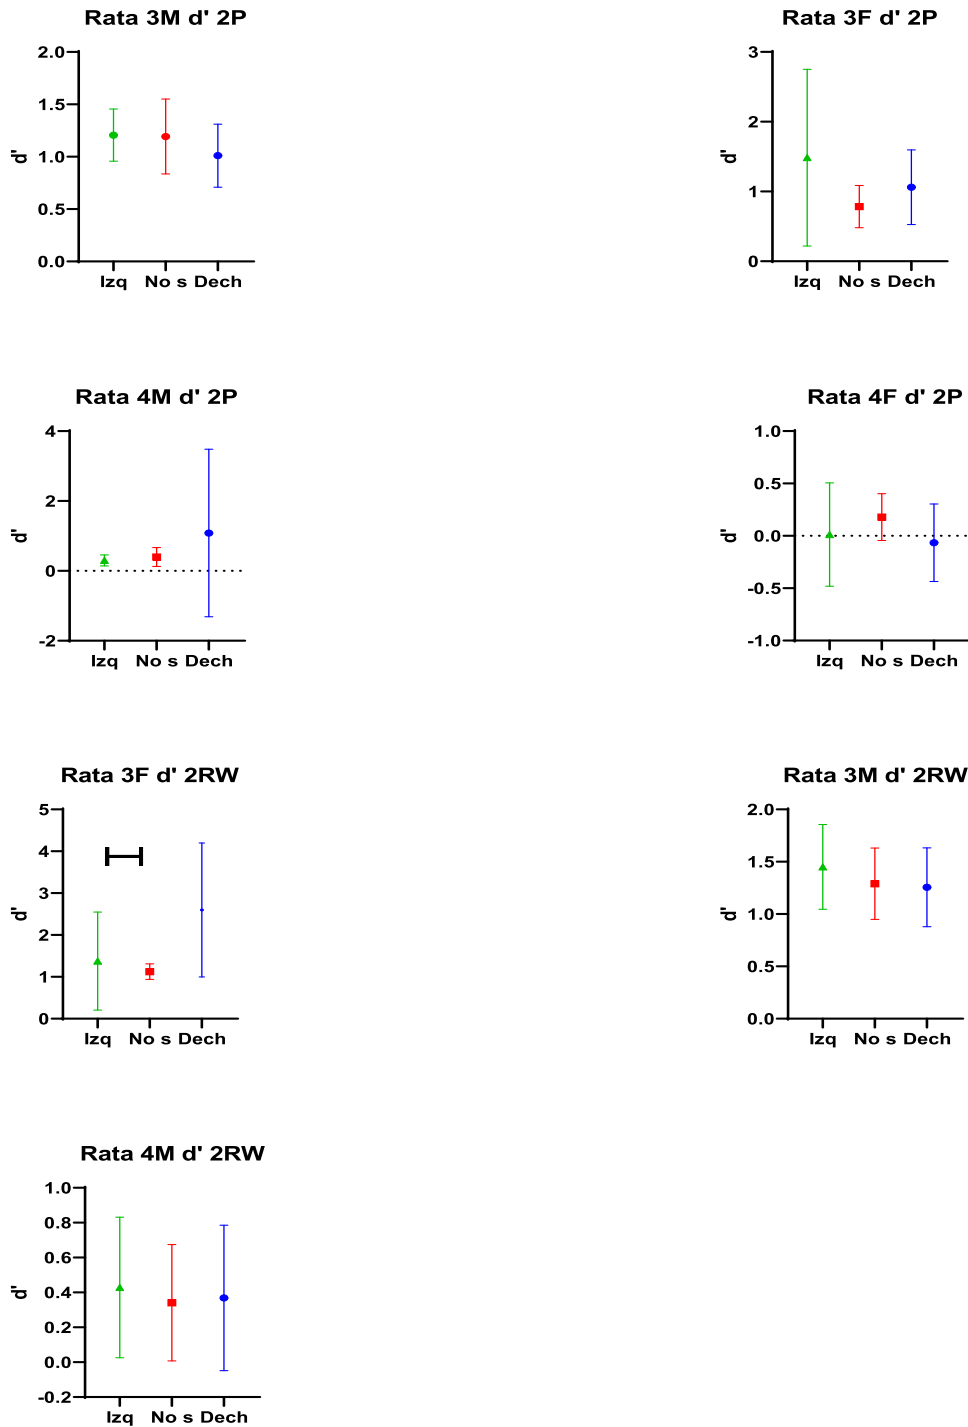 Rata 3M d' 2P
2.0
1.5
1.0
0.5
0.0
d'
Izq No s Dech
Rata 3F d' 2P
3
2
1
0
d'
Izq No s Dech
Rata 4M d' 2P
4
2
0
-2
d'
Izq No s Dech
Rata 4F d' 2P
1.0
0.5
0.0
-0.5
-1.0
d'
Izq No s Dech
Rata 3F d' 2RW
5
4
3
2
1
0
d'
Izq No s Dech
Rata 3M d' 2RW
2.0
1.5
1.0
0.5
0.0
d'
Izq No s Dech
Rata 4M d' 2RW
1.0
0.8
0.6
0.4
0.2
0.0
-0.2
d'
Izq No s Dech